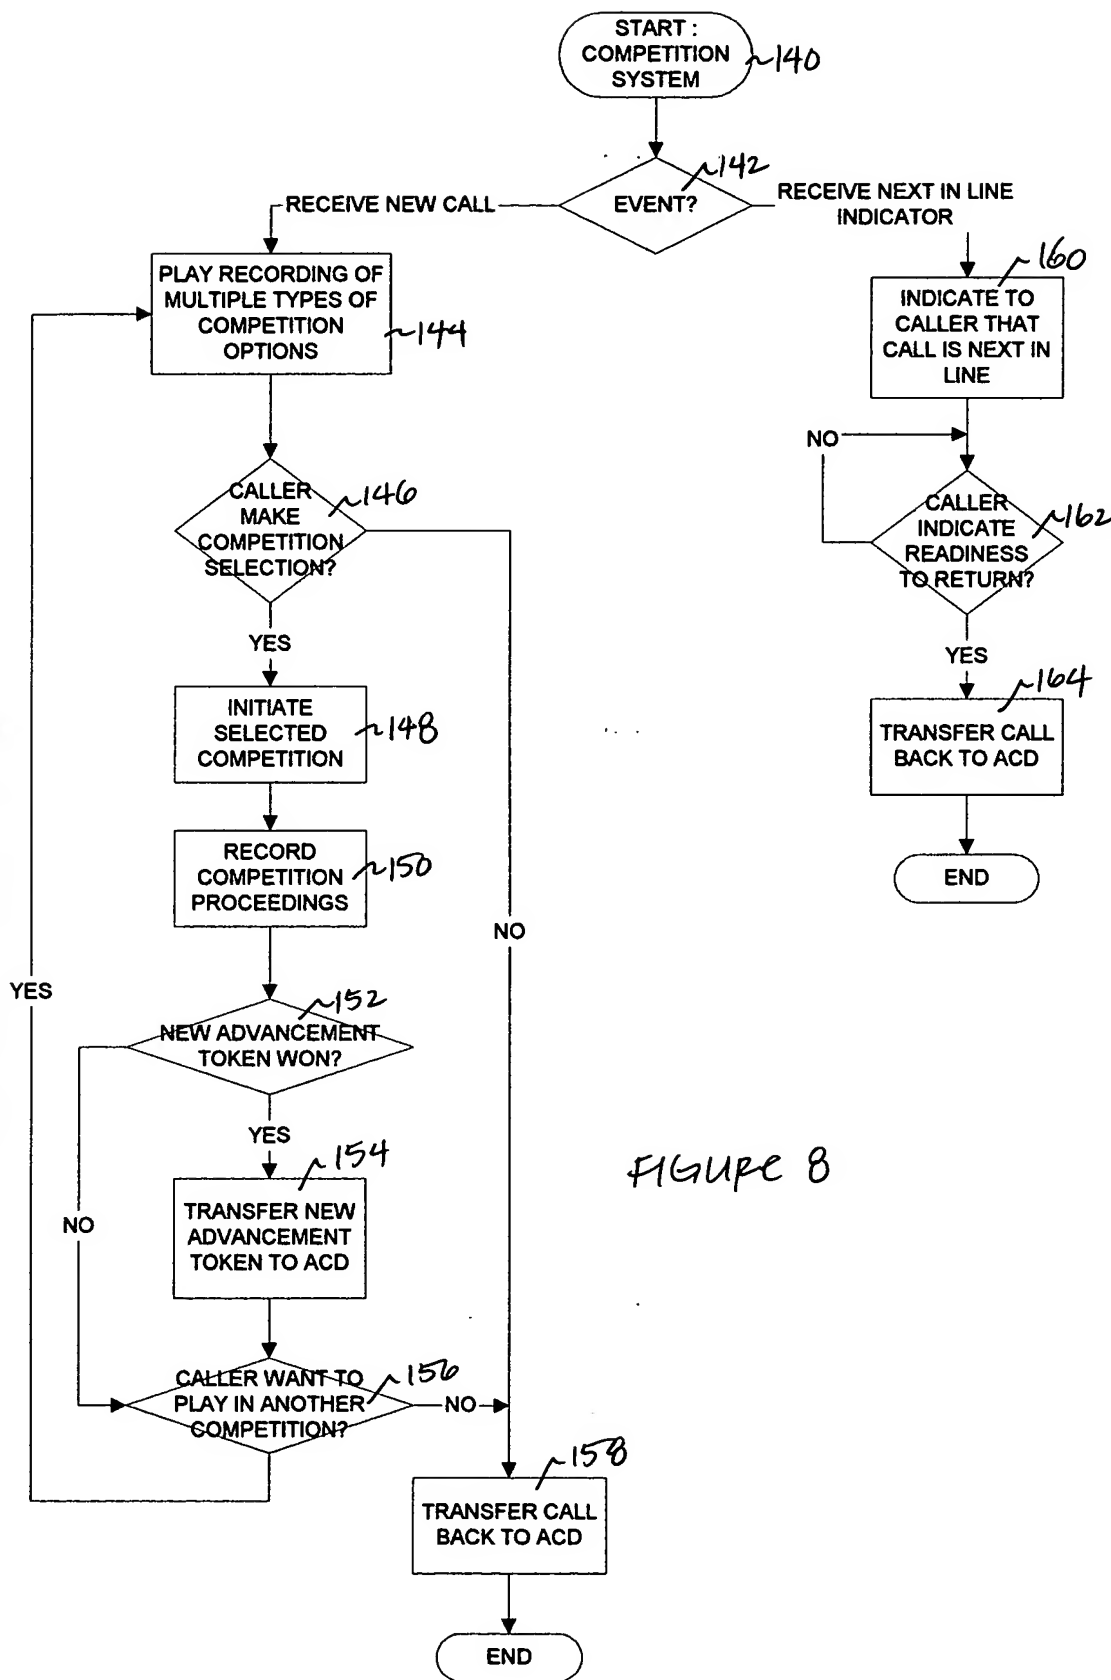 START :
COMPETITION
SYSTEM
140
142
EVENT?
RECEIVE NEW CALL
RECEIVE NEXT IN LINE
INDICATOR
PLAY RECORDING OF
MULTIPLE TYPES OF
COMPETITION
OPTIONS
144
160
INDICATE TO
CALLER THAT
CALL IS NEXT IN
LINE
NO
CALLER
MAKE
COMPETITION
SELECTION?
146
CALLER
INDICATE
READINESS
TO RETURN?
162
YES
YES
INITIATE
SELECTED
COMPETITION
148
164
TRANSFER CALL
BACK TO ACD
RECORD
COMPETITION
PROCEEDINGS
150
END
NO
YES
152
NEW ADVANCEMENT
TOKEN WON?
YES
154
TRANSFER NEW
ADVANCEMENT
TOKEN TO ACD
NO
FIGURE 8
CALLER WANT TO
PLAY IN ANOTHER
COMPETITION?
156
NO
158
TRANSFER CALL
BACK TO ACD
END